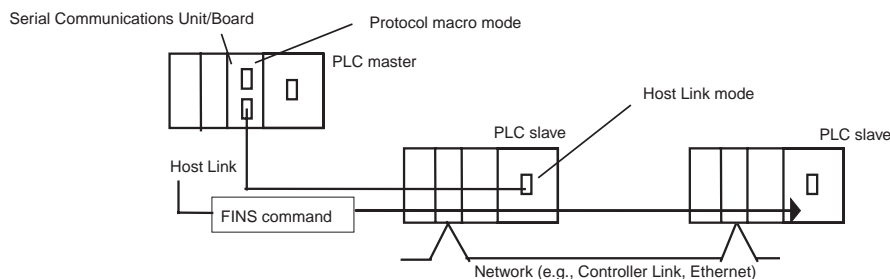 Serial Communications Unit/Board
Protocol macro mode
PLC master
Host Link mode
PLC slave
PLC slave
Host Link
FINS command
Network (e.g., Controller Link, Ethernet)